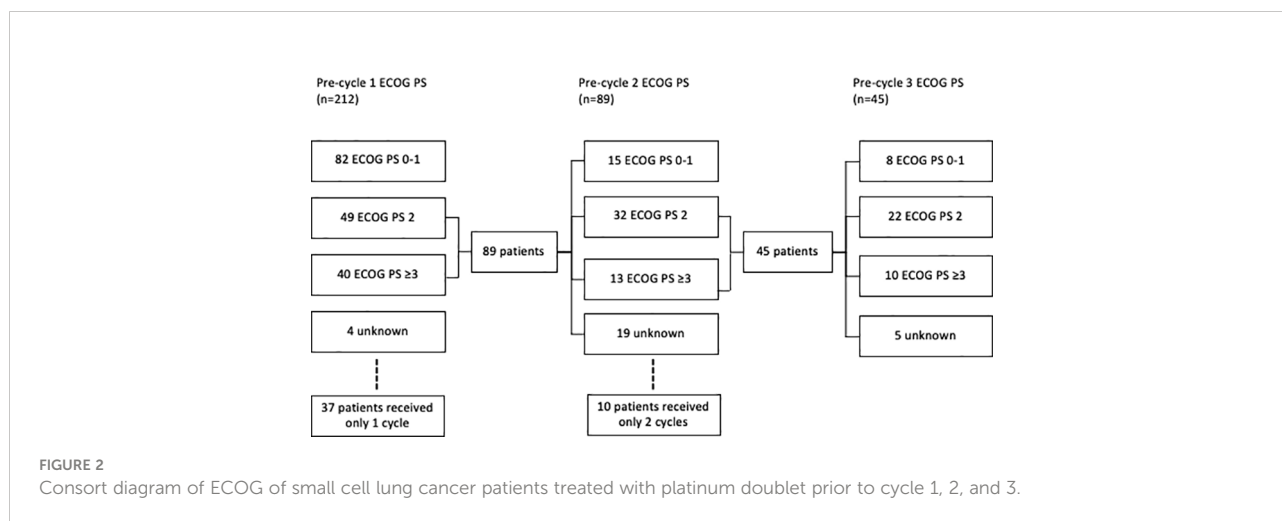 Pre-cycle 1 ECOG PS
(n=212)
82 ECOG PS 0-1
49 ECOG PS 2
40 ECOG PS ≥3
4 unknown
37 patients received
only 1 cycle
89 patients
Pre-cycle 2 ECOG PS
(n=89)
15 ECOG PS 0-1
32 ECOG PS 2
13 ECOG PS ≥3
19 unknown
10 patients received
only 2 cycles
45 patients
Pre-cycle 3 ECOG PS
(n=45)
8 ECOG PS 0-1
22 ECOG PS 2
10 ECOG PS ≥3
5 unknown
FIGURE 2
Consort diagram of ECOG of small cell lung cancer patients treated with platinum doublet prior to cycle 1, 2, and 3.